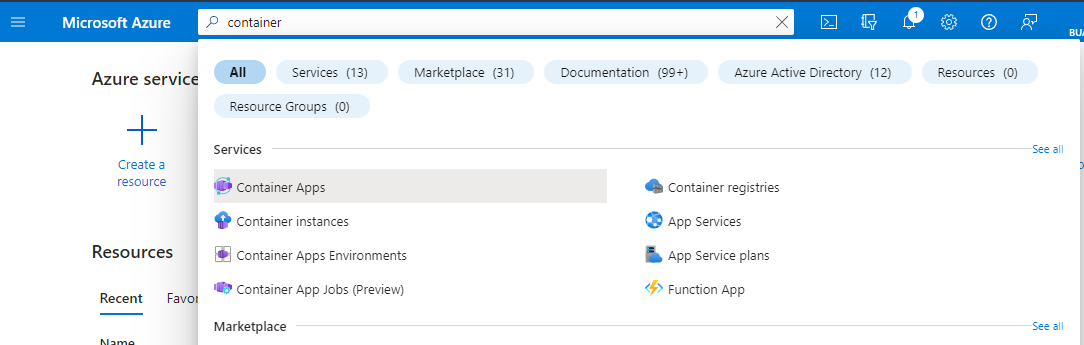 Microsoft Azure
container
1
BUA
All
Services (13)
Marketplace (31)
Documentation (99+)
Azure Active Directory (12)
Resources (0)
Resource Groups (0)
Azure service
Create a
resource
Services
See all
Container Apps
Container registries
Container instances
App Services
Container Apps Environments
App Service plans
Container App Jobs (Preview)
Function App
Resources
Recent
Favor
Marketplace
See all
Name